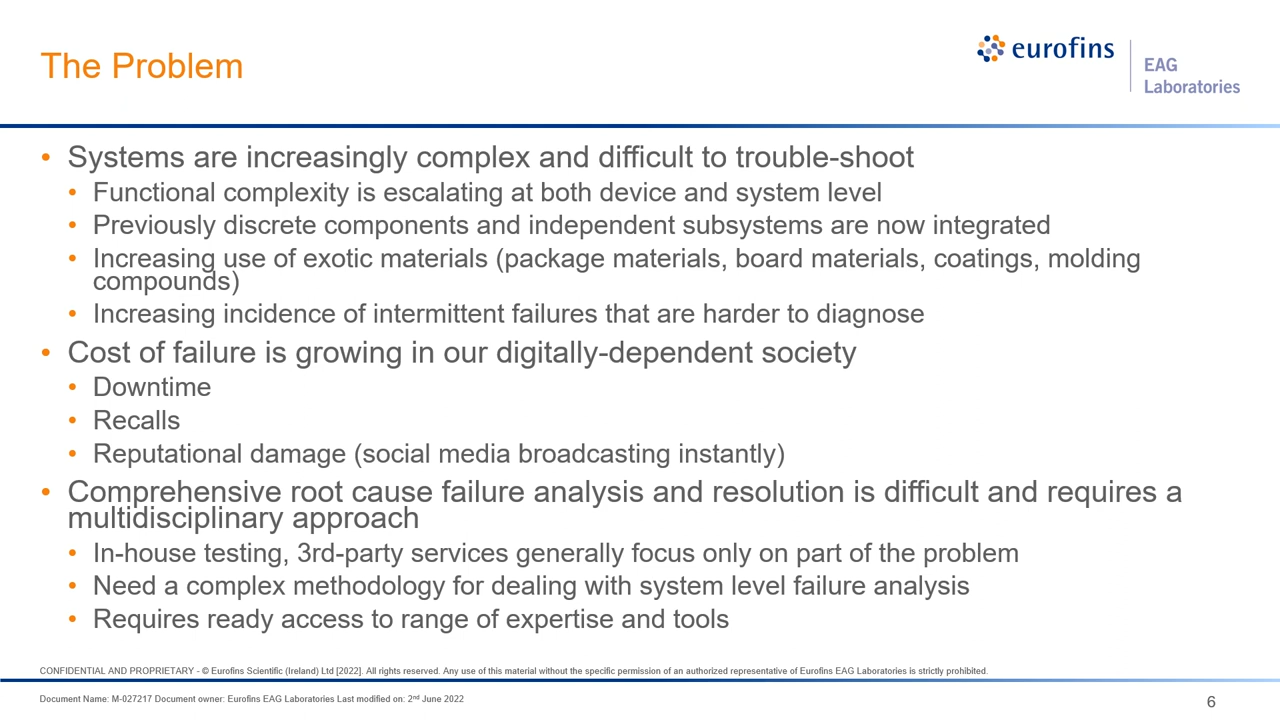 The Problem
eurofins
EAG
Laboratories
• Systems are increasingly complex and difficult to trouble-shoot
• Functional complexity is escalating at both device and system level
• Previously discrete components and independent subsystems are now integrated
• Increasing use of exotic materials (package materials, board materials, coatings, molding
compounds)
• Increasing incidence of intermittent failures that are harder to diagnose
• Cost of failure is growing in our digitally-dependent society
• Downtime
• Recalls
• Reputational damage (social media broadcasting instantly)
• Comprehensive root cause failure analysis and resolution is difficult and requires a
multidisciplinary approach
• In-house testing, 3rd-party services generally focus only on part of the problem
• Need a complex methodology for dealing with system level failure analysis
• Requires ready access to range of expertise and tools
CONFIDENTIAL AND PROPRIETARY - © Eurofins Scientific (Ireland) Ltd [2022]. All rights reserved. Any use of this material without the specific permission of an authorized representative of Eurofins EAG Laboratories is strictly prohibited.
Document Name: M-027217 Document owner: Eurofins EAG Laboratories Last modified on: 2nd June 2022
6